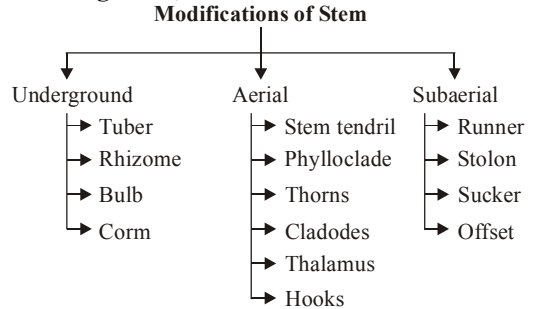 Modifications of Stem
Underground
Tuber
Rhizome
Bulb
Corm
Aerial
Stem tendril
Phylloclade
Thorns
Cladodes
Thalamus
Hooks
Subaerial
Runner
Stolon
Sucker
Offset